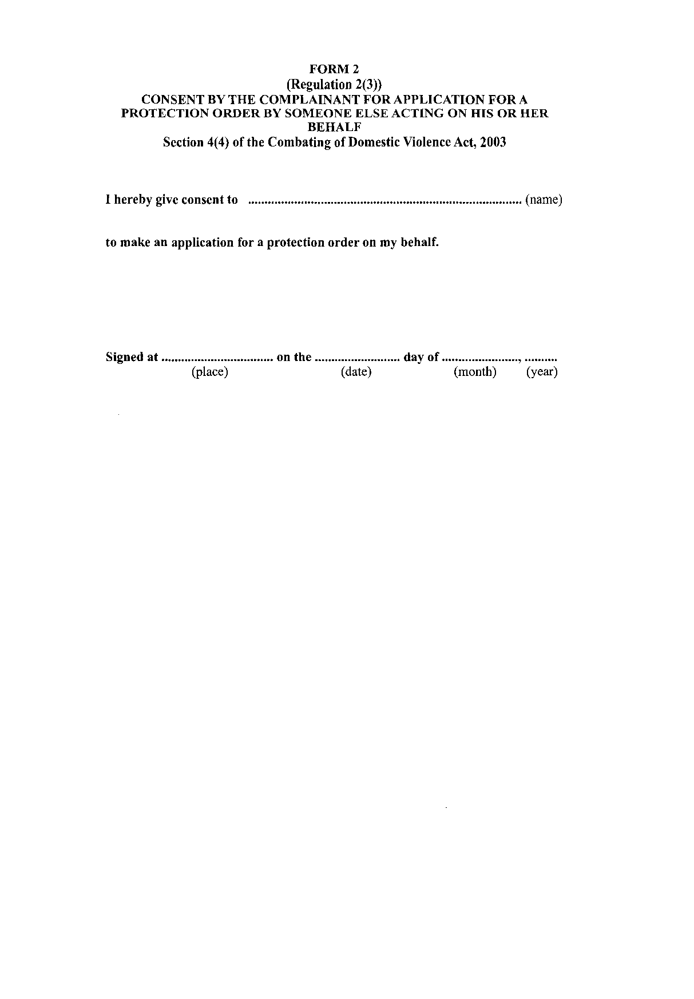 FORM 2
(Regulation 2(3))
CONSENT BY THE COMPLAINANT FOR APPLICATION FOR A
PROTECTION ORDER BY SOMEONE ELSE ACTING ON HIS OR HER
BEHALF
Section 4(4) of the Combating of Domestic Violence Act, 2003
I hereby give consent to ................................................................................... (name)
to make an application for a protection order on my behalf.
Signed at .................................. on the .......................... day of ......................., ..........
(place) (date) (month) (year)